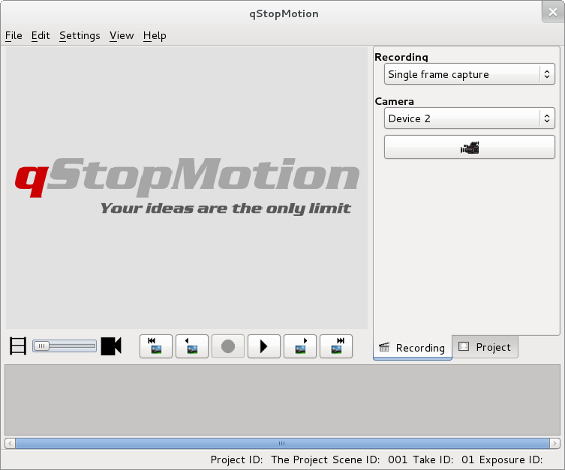 qStopMotion
File Edit Settings View Help
Recording
Single frame capture
Camera
Device 2
qStopMotion
Your ideas are the only limit
Recording Project
Project ID: The Project Scene ID: 001 Take ID: 01 Exposure ID: